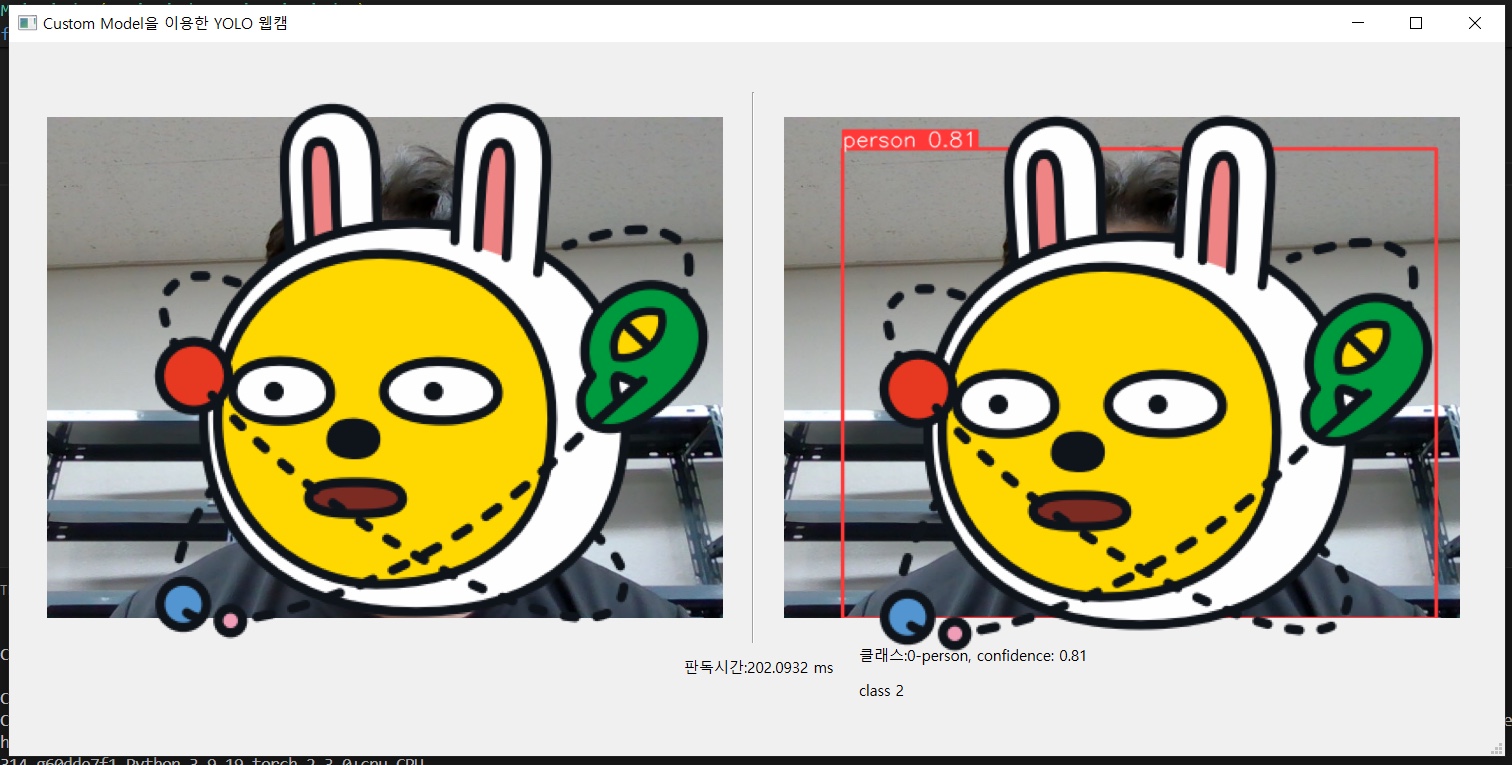 Custom Model을 이용한 YOLO 웹캠
person 0.81
판독시간:202.0932 ms
클래스:0-person, confidence: 0.81
class 2
314-g60dde7f1 Python-3.9.19 torch-2.3.0+cpu CPU